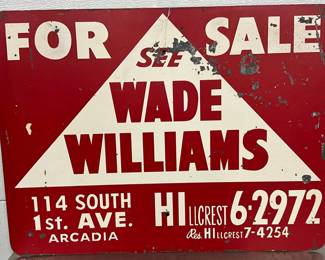 FOR SALE
SEE
WADE
WILLIAMS
114 SOUTH
1st. AVE.
ARCADIA
HILLCREST 6-2972
Res HILLCREST 7-4254